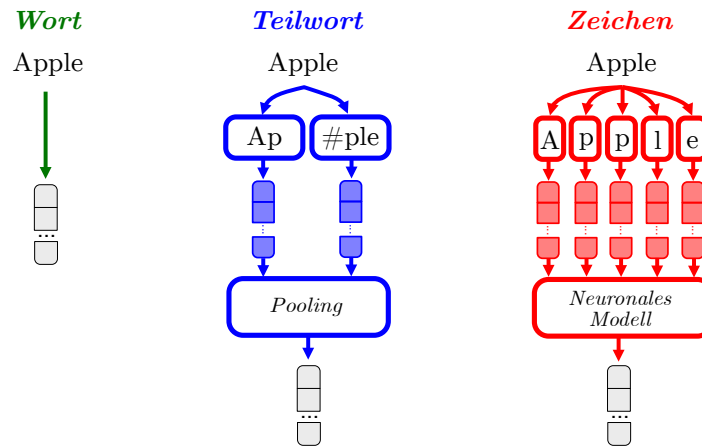 Wort
Apple
Teilwort
Apple
Ap #ple
Pooling
Zeichen
Apple
A p p l e
Neuronales
Modell